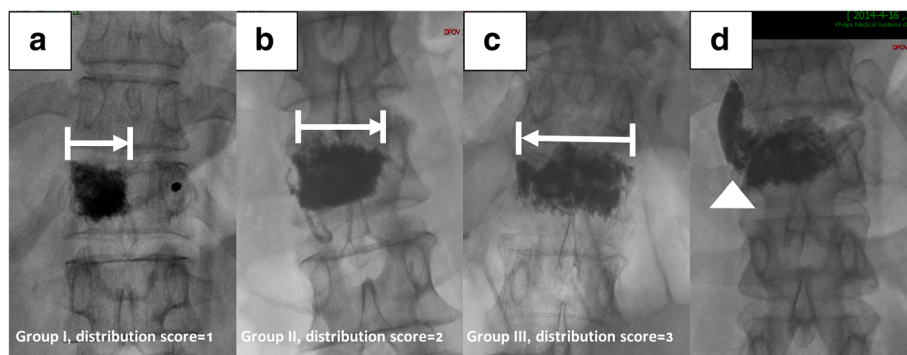 a
b
c
d
DFOV
[ 2014-4-16 ,
Philips Medical Systems
DFOV
Group I, distribution score=1
Group II, distribution score=2
Group III, distribution score=3